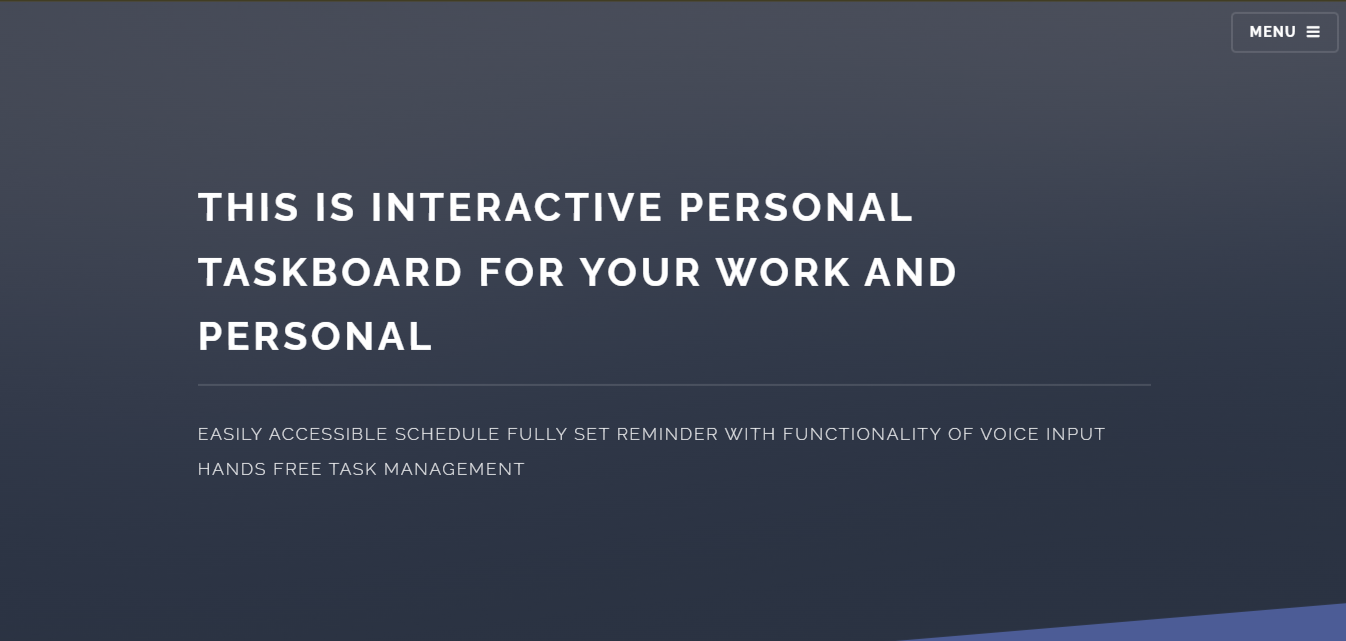 MENU
THIS IS INTERACTIVE PERSONAL
TASKBOARD FOR YOUR WORK AND
PERSONAL
EASILY ACCESSIBLE SCHEDULE FULLY SET REMINDER WITH FUNCTIONALITY OF VOICE INPUT
HANDS FREE TASK MANAGEMENT